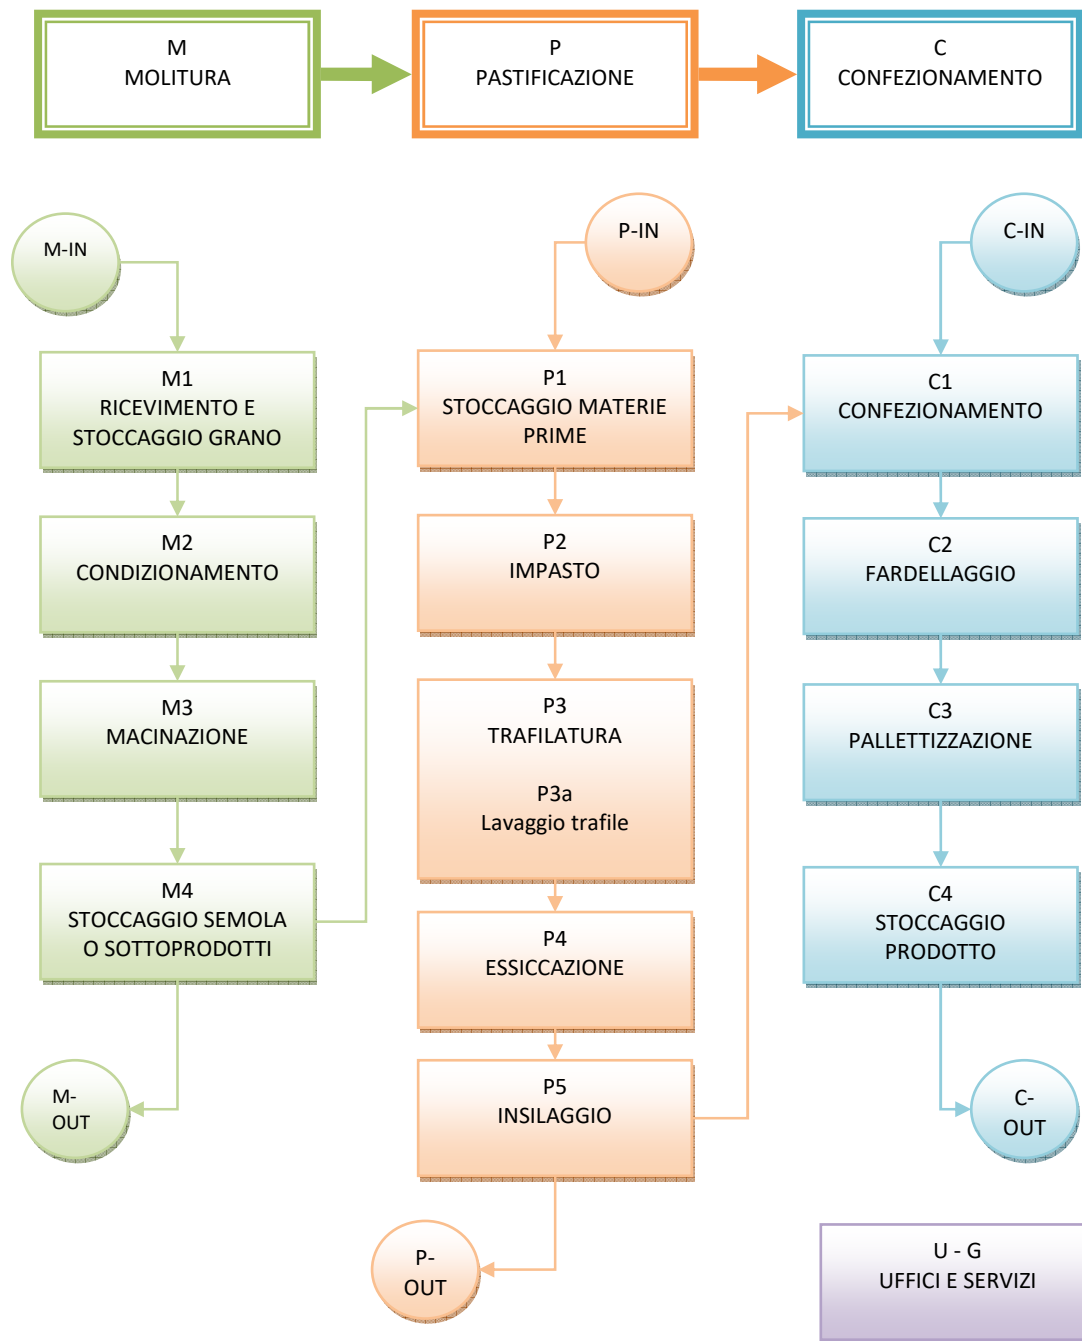 M
MOLITURA
P
PASTIFICAZIONE
C
CONFEZIONAMENTO
M-IN
M1
RICEVIMENTO E
STOCCAGGIO GRANO
M2
CONDIZIONAMENTO
M3
MACINAZIONE
M4
STOCCAGGIO SEMOLA
O SOTTOPRODOTTI
M-
OUT
P-IN
P1
STOCCAGGIO MATERIE
PRIME
P2
IMPASTO
P3
TRAFILATURA
P3a
Lavaggio trafile
P4
ESSICCAZIONE
P5
INSILAGGIO
P-
OUT
C-IN
C1
CONFEZIONAMENTO
C2
FARDELLAGGIO
C3
PALLETTIZZAZIONE
C4
STOCCAGGIO
PRODOTTO
C-
OUT
U - G
UFFICI E SERVIZI